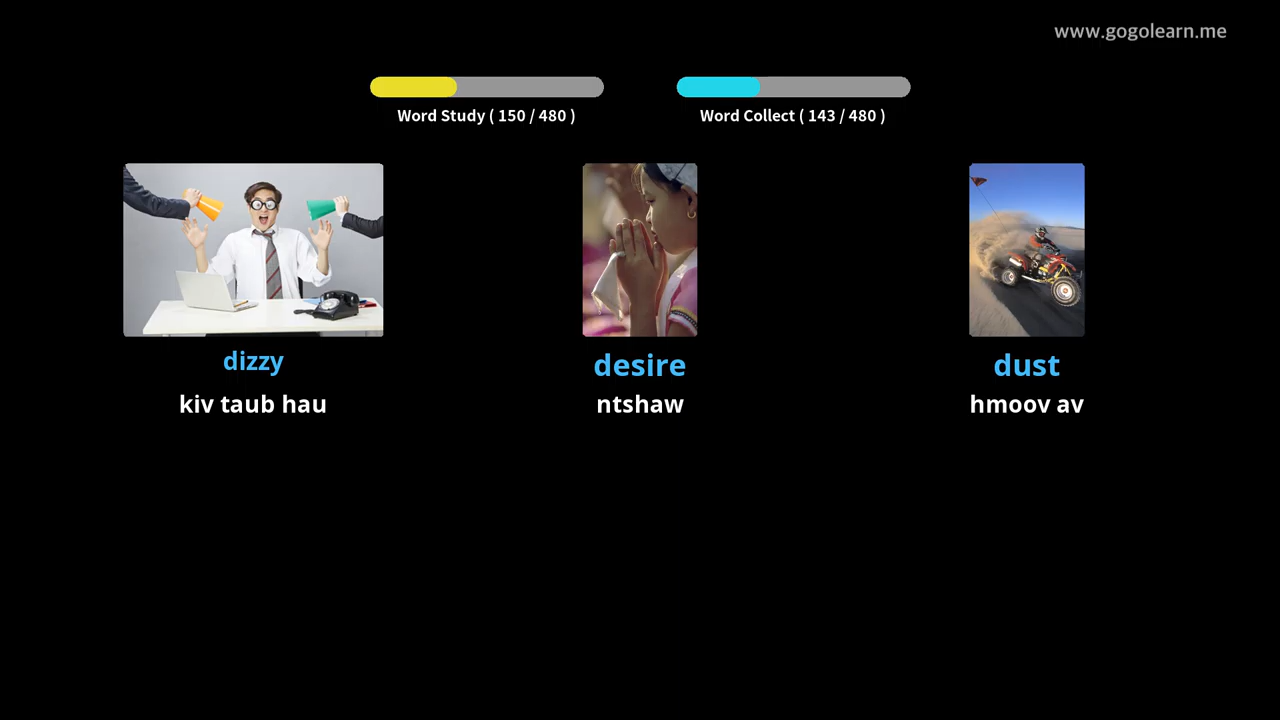 www.gogolearn.me
Word Study ( 150 / 480 )
Word Collect ( 143 / 480 )
dizzy
desire
dust
kiv taub hau
ntshaw
hmoov av